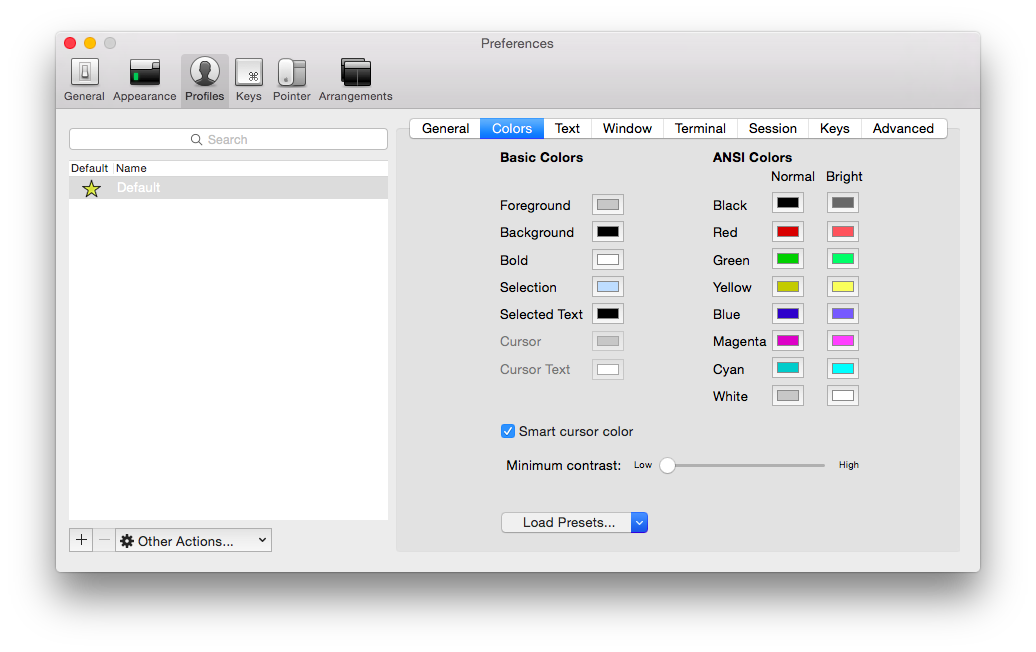 Preferences
General Appearance Profiles Keys Pointer Arrangements
Search
Default Name
Default
Other Actions...
General Colors Text Window Terminal Session Keys Advanced
Basic Colors
Foreground
Background
Bold
Selection
Selected Text
Cursor
Cursor Text
ANSI Colors
Normal Bright
Black
Red
Green
Yellow
Blue
Magenta
Cyan
White
Smart cursor color
Minimum contrast: Low High
Load Presets...